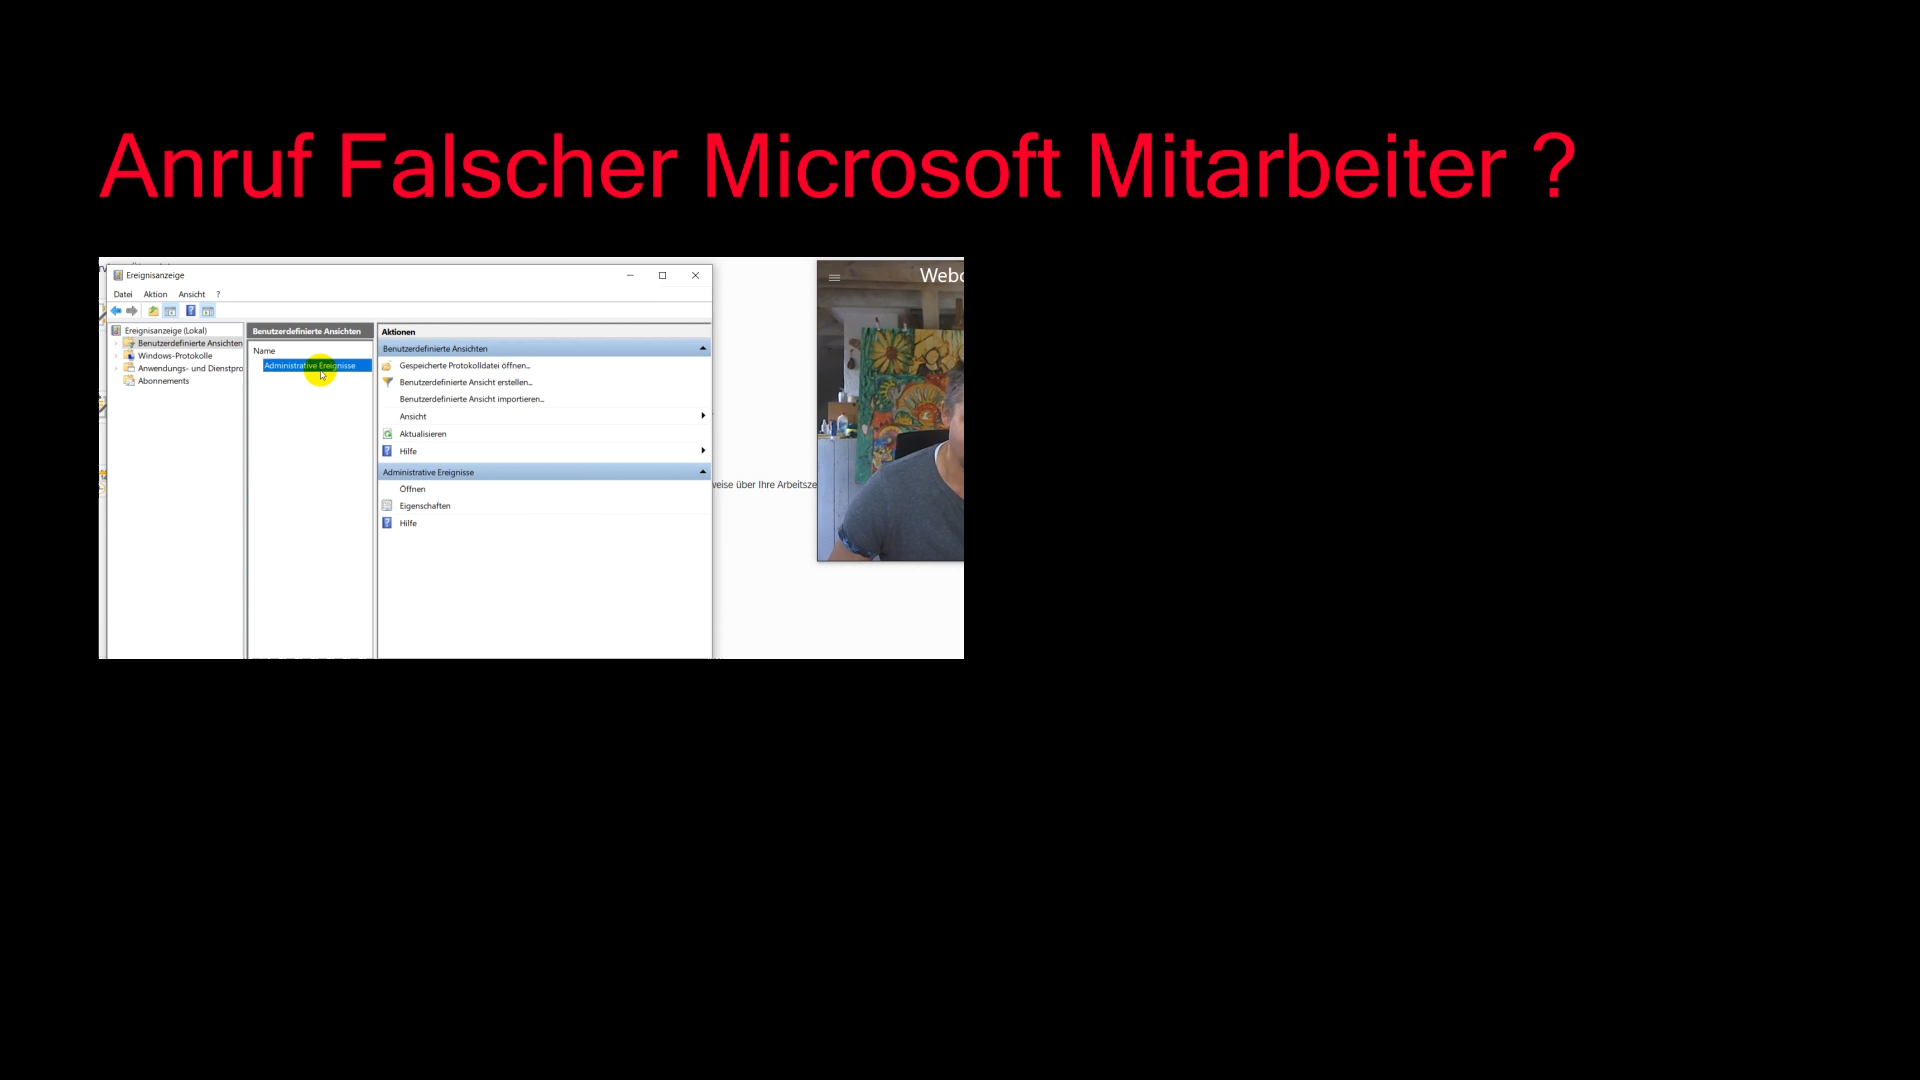 Anruf Falscher Microsoft Mitarbeiter ?
Ereignisanzeige
Datei Aktion Ansicht ?
Ereignisanzeige (Lokal)
Benutzerdefinierte Ansichten
Windows-Protokolle
Anwendungs- und Dienstpro
Abonnements
Benutzerdefinierte Ansichten
Name
Administrative Ereignisse
Aktionen
Benutzerdefinierte Ansichten
Gespeicherte Protokolldatei öffnen...
Benutzerdefinierte Ansicht erstellen...
Benutzerdefinierte Ansicht importieren...
Ansicht
Aktualisieren
Hilfe
Administrative Ereignisse
Öffnen
Eigenschaften
Hilfe
weise über Ihre Arbeitsze
Webc